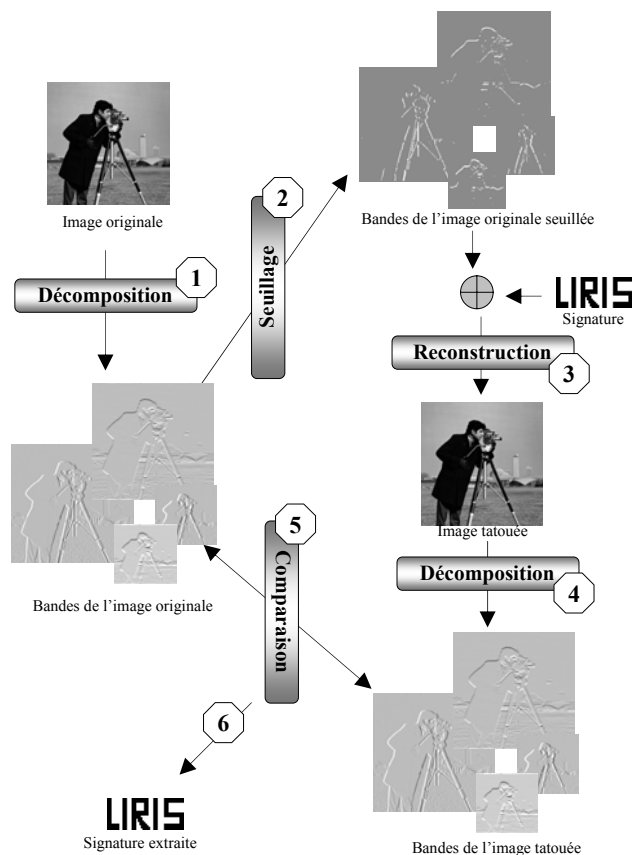 Image originale
1
Décomposition
Bandes de l'image originale
2
Seuillage
Bandes de l'image originale seuillée
LIRIS
Signature
Reconstruction
3
Image tatouée
Décomposition
4
Bandes de l'image tatouée
5
Comparaison
6
LIRIS
Signature extraite